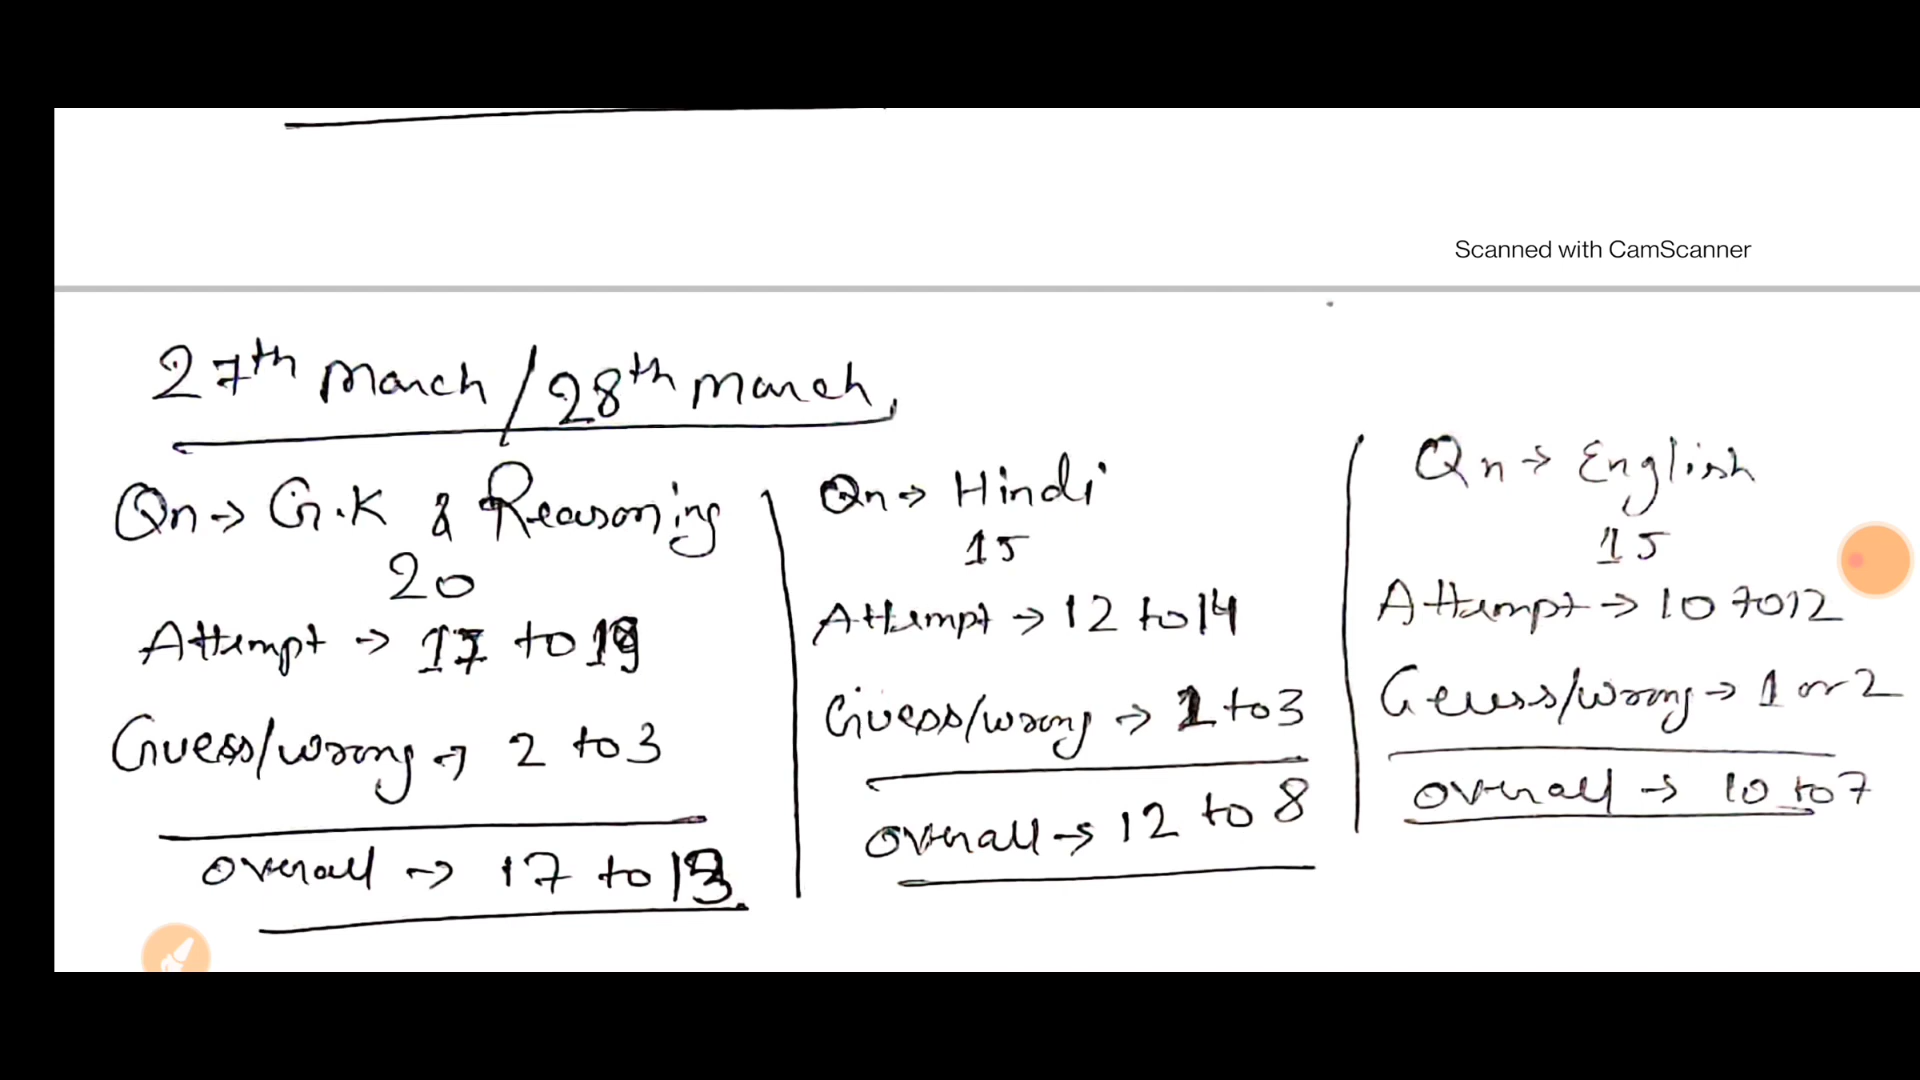 Scanned with CamScanner
27th March / 28th March,
Qn → G.K & Reasoning
20
Attempt → 17 to 19
Guess/wrong → 2 to 3
Overall → 17 to 13.
Qn → Hindi
15
Attempt → 12 to 14
Guess/wrong → to 3
Overall → 12 to 8
Qn → English
15
Attempt → 10 to 12
Guess/wrong → 1 or 2
Overall → 10 to 7